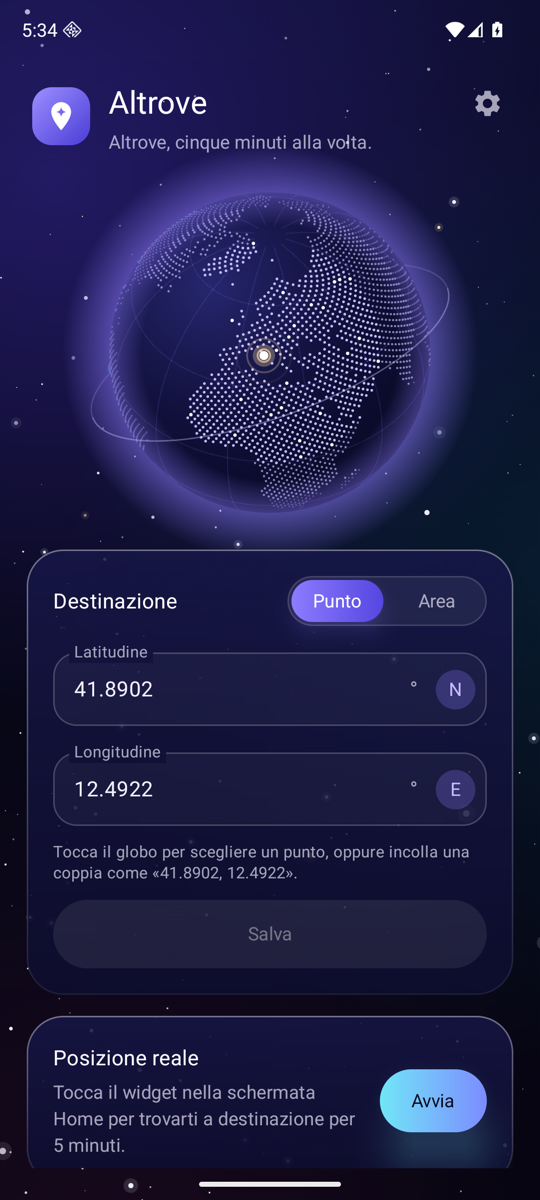 5:34
Altrove
Altrove, cinque minuti alla volta.
Destinazione
Punto
Area
Latitudine
41.8902 ° N
Longitudine
12.4922 ° E
Tocca il globo per scegliere un punto, oppure incolla una
coppia come «41.8902, 12.4922».
Salva
Posizione reale
Tocca il widget nella schermata
Home per trovarti a destinazione per
5 minuti.
Avvia